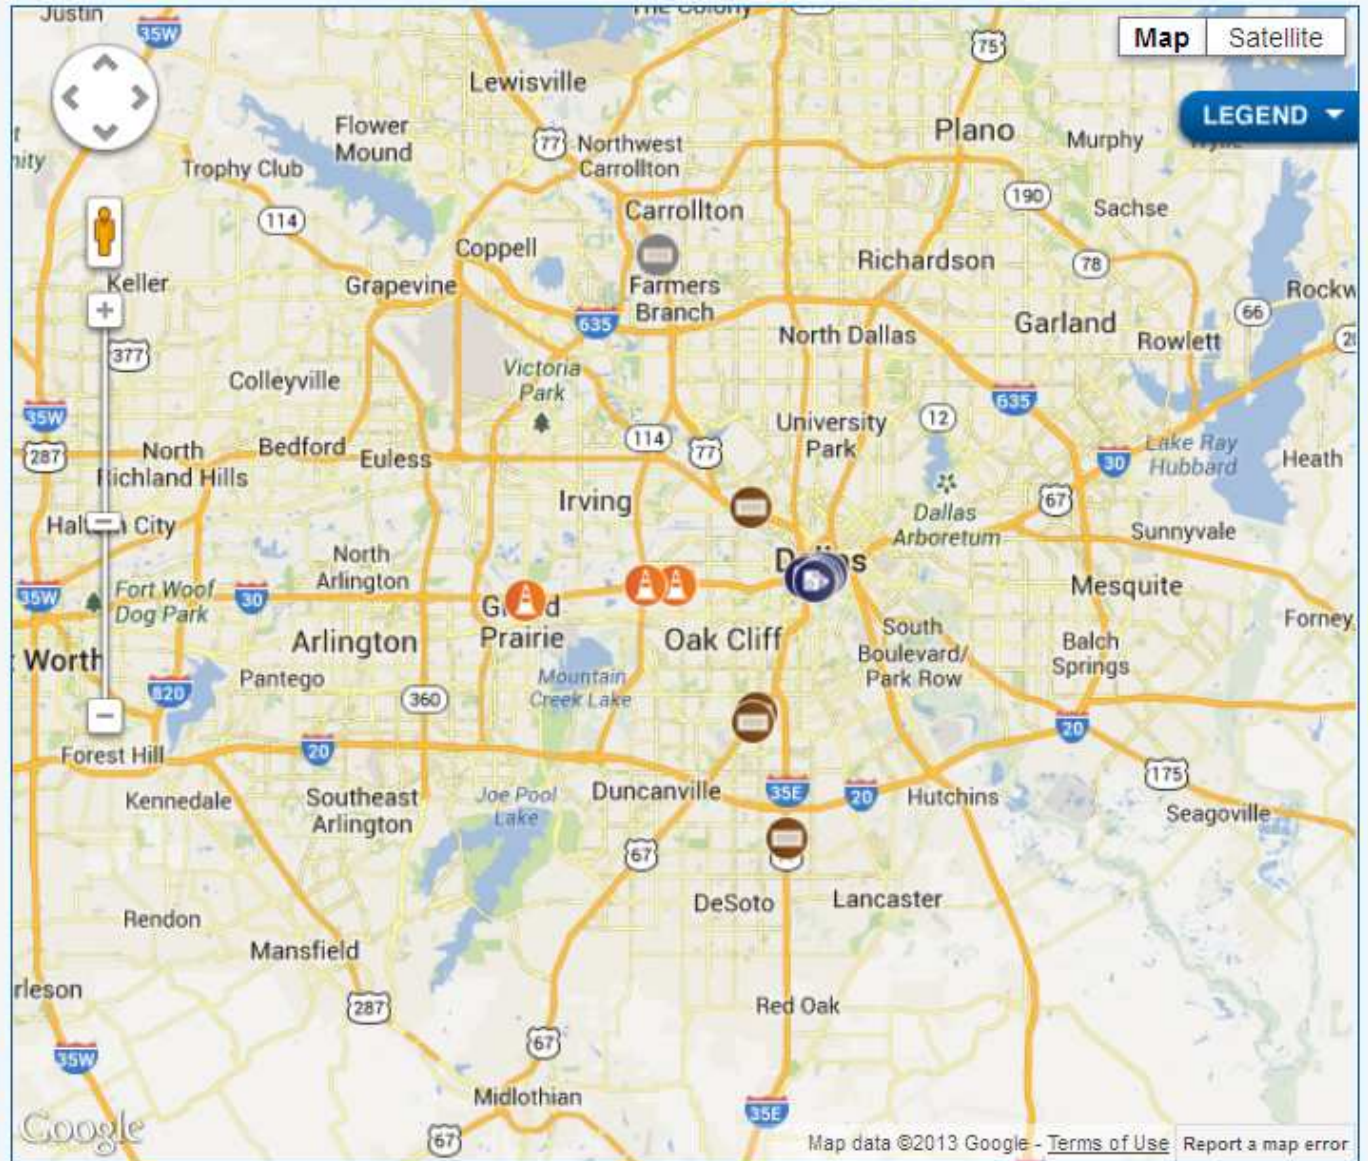 Justin
The Colony
35W
75
Map
Satellite
Lewisville
LEGEND
Flower
Mound
77
Northwest
Carrollton
Plano
Murphy
Trophy Club
190
114
Carrollton
Sachse
Coppell
Richardson
78
Keller
Grapevine
Farmers
Branch
Rockw
66
635
North Dallas
Garland
Rowlett
377
Victoria
Park
Colleyville
635
35W
12
University
Park
114
77
287
North
Richland Hills
Bedford
Euless
30
Lake Ray
Hubbard
Heath
Irving
67
Dallas
Arboretum
City
Sunnyvale
North
Arlington
35W
Fort Woof
Dog Park
30
Mesquite
Prairie
Forney
Arlington
Oak Cliff
South
Boulevard/
Park Row
Balch
Springs
Worth
Pantego
Mountain
Creek Lake
820
360
20
Forest Hill
20
175
Kennedale
Southeast
Arlington
Joe Pool
Lake
Duncanville
35E
20
Hutchins
Seagoville
67
DeSoto
Lancaster
Rendon
Mansfield
rleson
287
Red Oak
67
35W
Midlothian
35E
67
Google
Map data ©2013 Google - Terms of Use
Report a map error